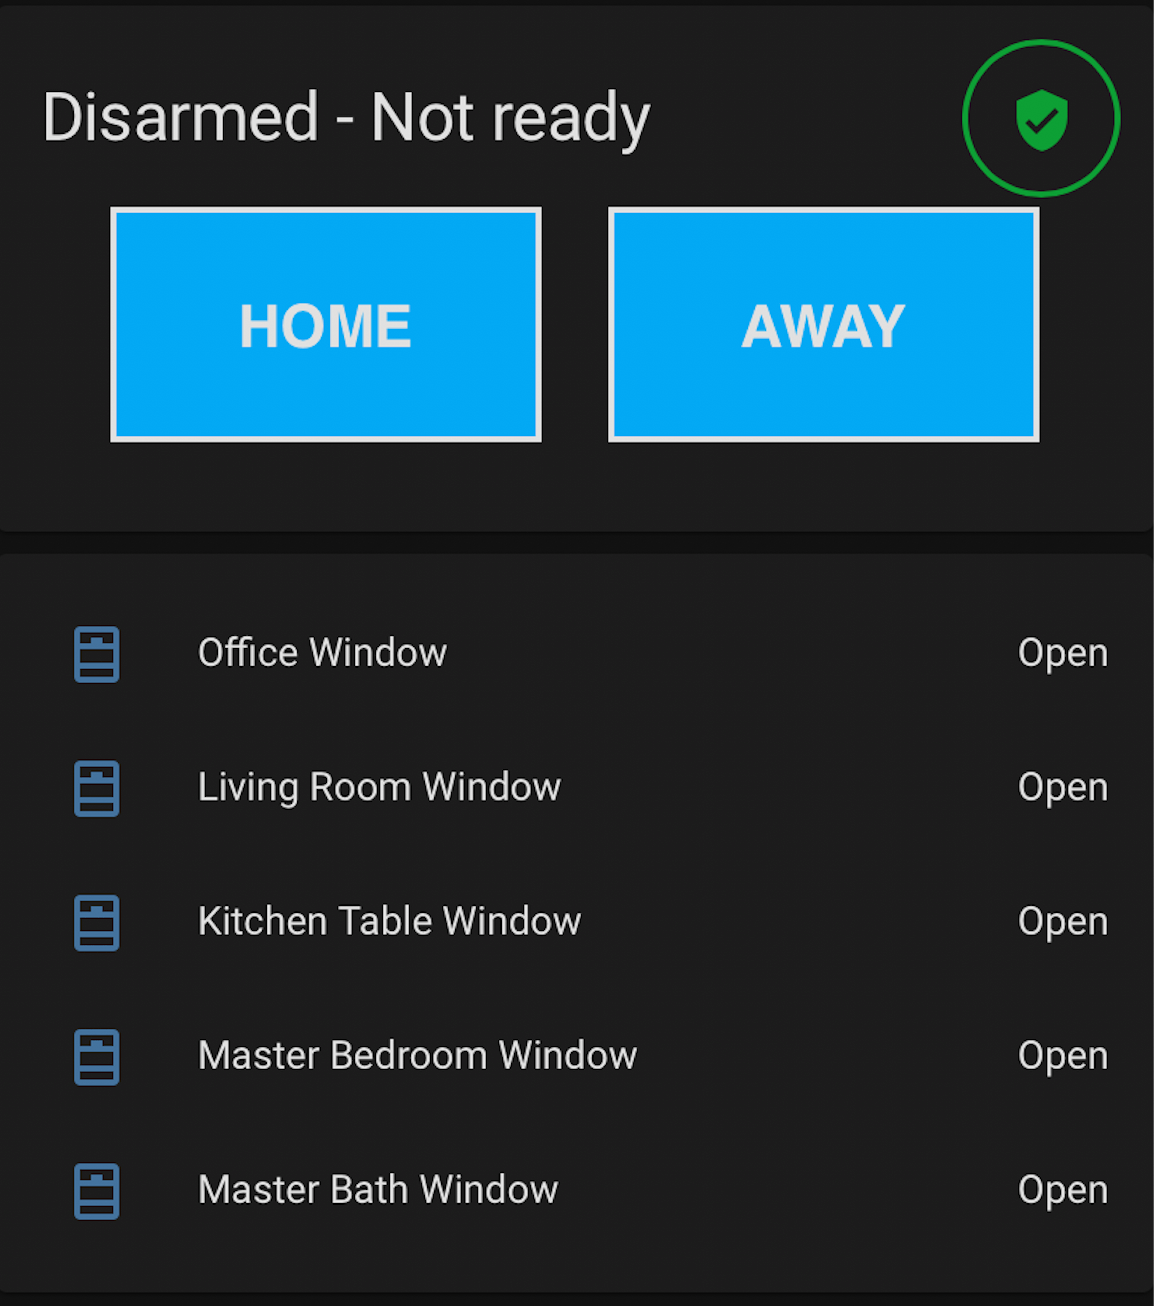 Disarmed - Not ready
HOME AWAY
Office Window Open
Living Room Window Open
Kitchen Table Window Open
Master Bedroom Window Open
Master Bath Window Open